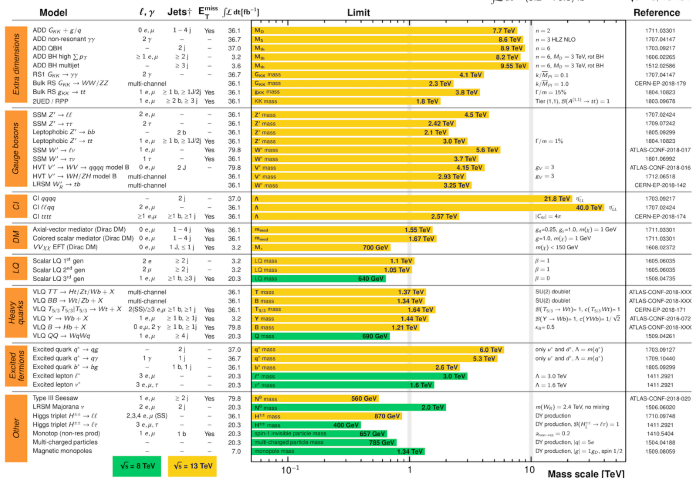 Model ℓ, γ Jets† E_T^miss ∫ℒ dt[fb⁻¹] Limit Reference
Extra dimensions
ADD G_KK + g/q 0 e, μ 1 − 4 j Yes 36.1 M_D 7.7 TeV n = 2 1711.03301
ADD non-resonant γγ 2 γ − − 36.7 M_S 8.6 TeV n = 3 HLZ NLO 1707.04147
ADD QBH − 2 j − 37.0 M_th 8.9 TeV n = 6 1703.09217
ADD BH high Σ p_T ≥ 1 e, μ ≥ 2 j − 3.2 M_th 8.2 TeV n = 6, M_D = 3 TeV, rot BH 1606.02265
ADD BH multijet − ≥ 3 j − 3.6 M_th 9.55 TeV n = 6, M_D = 3 TeV, rot BH 1512.02586
RS1 G_KK → γγ 2 γ − − 36.7 G_KK mass 4.1 TeV k/M_Pl = 0.1 1707.04147
Bulk RS G_KK → WW/ZZ multi-channel 36.1 G_KK mass 2.3 TeV k/M_Pl = 1.0 CERN-EP-2018-179
Bulk RS g_KK → tt 1 e, μ ≥ 1 b, ≥ 1J/2j Yes 36.1 g_KK mass 3.8 TeV Γ/m = 15% 1804.10823
2UED / RPP 1 e, μ ≥ 2 b, ≥ 3 j Yes 36.1 KK mass 1.8 TeV Tier (1,1), ℬ(A^(1,1) → tt) = 1 1803.09678
Gauge bosons
SSM Z′ → ℓℓ 2 e, μ − − 36.1 Z′ mass 4.5 TeV 1707.02424
SSM Z′ → ττ 2 τ − − 36.1 Z′ mass 2.42 TeV 1709.07242
Leptophobic Z′ → bb − 2 b − 36.1 Z′ mass 2.1 TeV 1805.09299
Leptophobic Z′ → tt 1 e, μ ≥ 1 b, ≥ 1J/2j Yes 36.1 Z′ mass 3.0 TeV Γ/m = 1% 1804.10823
SSM W′ → ℓν 1 e, μ − Yes 79.8 W′ mass 5.6 TeV ATLAS-CONF-2018-017
SSM W′ → τν 1 τ − Yes 36.1 W′ mass 3.7 TeV 1801.06992
HVT V′ → WV → qqqq model B 0 e, μ 2 J − 79.8 V′ mass 4.15 TeV g_V = 3 ATLAS-CONF-2018-016
HVT V′ → WH/ZH model B multi-channel 36.1 V′ mass 2.93 TeV g_V = 3 1712.06518
LRSM W′_R → tb multi-channel 36.1 W′ mass 3.25 TeV CERN-EP-2018-142
CI
CI qqqq − 2 j − 37.0 Λ 21.8 TeV η⁻_LL 1703.09217
CI ℓℓqq 2 e, μ − − 36.1 Λ 40.0 TeV η⁻_LL 1707.02424
CI tttt ≥1 e,μ ≥1 b, ≥1 j Yes 36.1 Λ 2.57 TeV |C_4t| = 4π CERN-EP-2018-174
DM
Axial-vector mediator (Dirac DM) 0 e, μ 1 − 4 j Yes 36.1 m_med 1.55 TeV g_q=0.25, g_χ=1.0, m(χ) = 1 GeV 1711.03301
Colored scalar mediator (Dirac DM) 0 e, μ 1 − 4 j Yes 36.1 m_med 1.67 TeV g=1.0, m(χ) = 1 GeV 1711.03301
VVχχ EFT (Dirac DM) 0 e, μ 1 J, ≤ 1 j Yes 3.2 M_* 700 GeV m(χ) < 150 GeV 1608.02372
LQ
Scalar LQ 1st gen 2 e ≥ 2 j − 3.2 LQ mass 1.1 TeV β = 1 1605.06035
Scalar LQ 2nd gen 2 μ ≥ 2 j − 3.2 LQ mass 1.05 TeV β = 1 1605.06035
Scalar LQ 3rd gen 1 e, μ ≥1 b, ≥3 j Yes 20.3 LQ mass 640 GeV β = 0 1508.04735
Heavy quarks
VLQ TT → Ht/Zt/Wb + X multi-channel 36.1 T mass 1.37 TeV SU(2) doublet ATLAS-CONF-2018-XXX
VLQ BB → Wt/Zb + X multi-channel 36.1 B mass 1.34 TeV SU(2) doublet ATLAS-CONF-2018-XXX
VLQ T_5/3 T_5/3|T_5/3 → Wt + X 2(SS)/≥3 e,μ ≥1 b, ≥1 j Yes 36.1 T_5/3 mass 1.64 TeV ℬ(T_5/3 → Wt)= 1, c(T_5/3Wt)= 1 CERN-EP-2018-171
VLQ Y → Wb + X 1 e, μ ≥ 1 b, ≥ 1j Yes 3.2 Y mass 1.44 TeV ℬ(Y → Wb)= 1, c(YWb)= 1/√2 ATLAS-CONF-2016-072
VLQ B → Hb + X 0 e,μ, 2 γ ≥ 1 b, ≥ 1j Yes 79.8 B mass 1.21 TeV κ_B= 0.5 ATLAS-CONF-2018-XXX
VLQ QQ → WqWq 1 e, μ ≥ 4 j Yes 20.3 Q mass 690 GeV 1509.04261
Excited fermions
Excited quark q* → qg − 2 j − 37.0 q* mass 6.0 TeV only u* and d*, Λ = m(q*) 1703.09127
Excited quark q* → qγ 1 γ 1 j − 36.7 q* mass 5.3 TeV only u* and d*, Λ = m(q*) 1709.10440
Excited quark b* → bg − 1 b, 1 j − 36.1 b* mass 2.6 TeV 1805.09299
Excited lepton ℓ* 3 e, μ − − 20.3 ℓ* mass 3.0 TeV Λ = 3.0 TeV 1411.2921
Excited lepton ν* 3 e, μ, τ − − 20.3 ν* mass 1.6 TeV Λ = 1.6 TeV 1411.2921
Other
Type III Seesaw 1 e, μ ≥ 2 j Yes 79.8 N⁰ mass 560 GeV ATLAS-CONF-2018-020
LRSM Majorana ν 2 e, μ 2 j − 20.3 N⁰ mass 2.0 TeV m(W_R) = 2.4 TeV, no mixing 1506.06020
Higgs triplet H^±± → ℓℓ 2,3,4 e, μ (SS) − − 36.1 H^±± mass 870 GeV DY production 1710.09748
Higgs triplet H^±± → ℓτ 3 e, μ, τ − − 20.3 H^±± mass 400 GeV DY production, ℬ(H_L^±± → ℓτ) = 1 1411.2921
Monotop (non-res prod) 1 e, μ 1 b Yes 20.3 spin-1 invisible particle mass 657 GeV a_non-res = 0.2 1410.5404
Multi-charged particles − − − 20.3 multi-charged particle mass 785 GeV DY production, |q| = 5e 1504.04188
Magnetic monopoles − − − 7.0 monopole mass 1.34 TeV DY production, |g| = 1g_D, spin 1/2 1509.08059
√s = 8 TeV √s = 13 TeV
10⁻¹ 1 10
Mass scale [TeV]